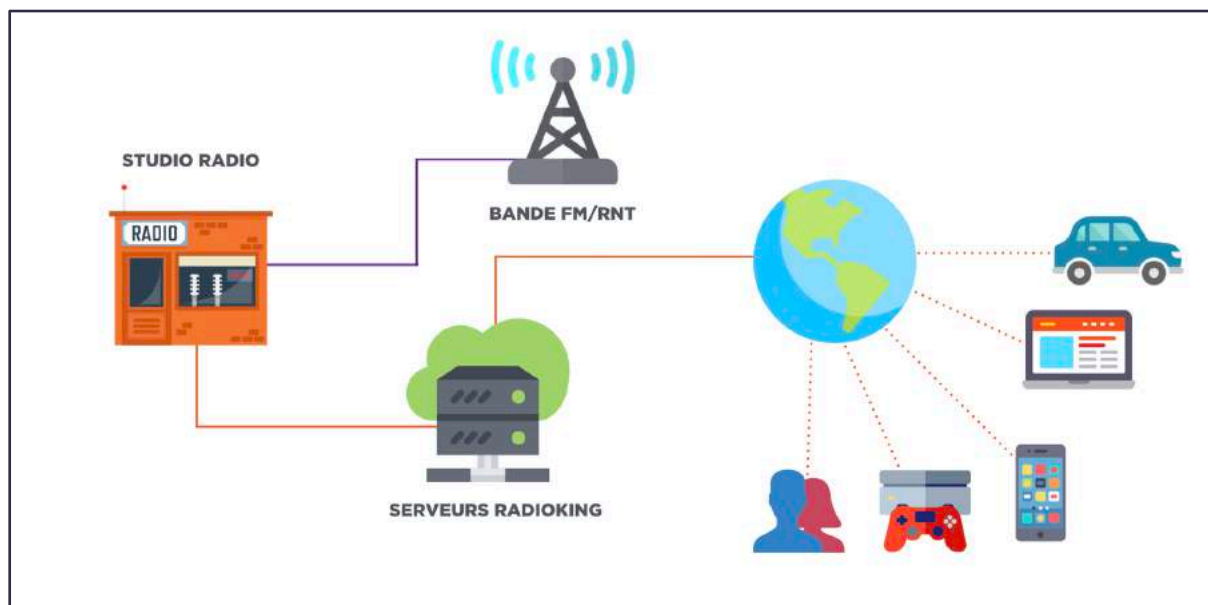 STUDIO RADIO
RADIO
BANDE FM/RNT
SERVEURS RADIOKING